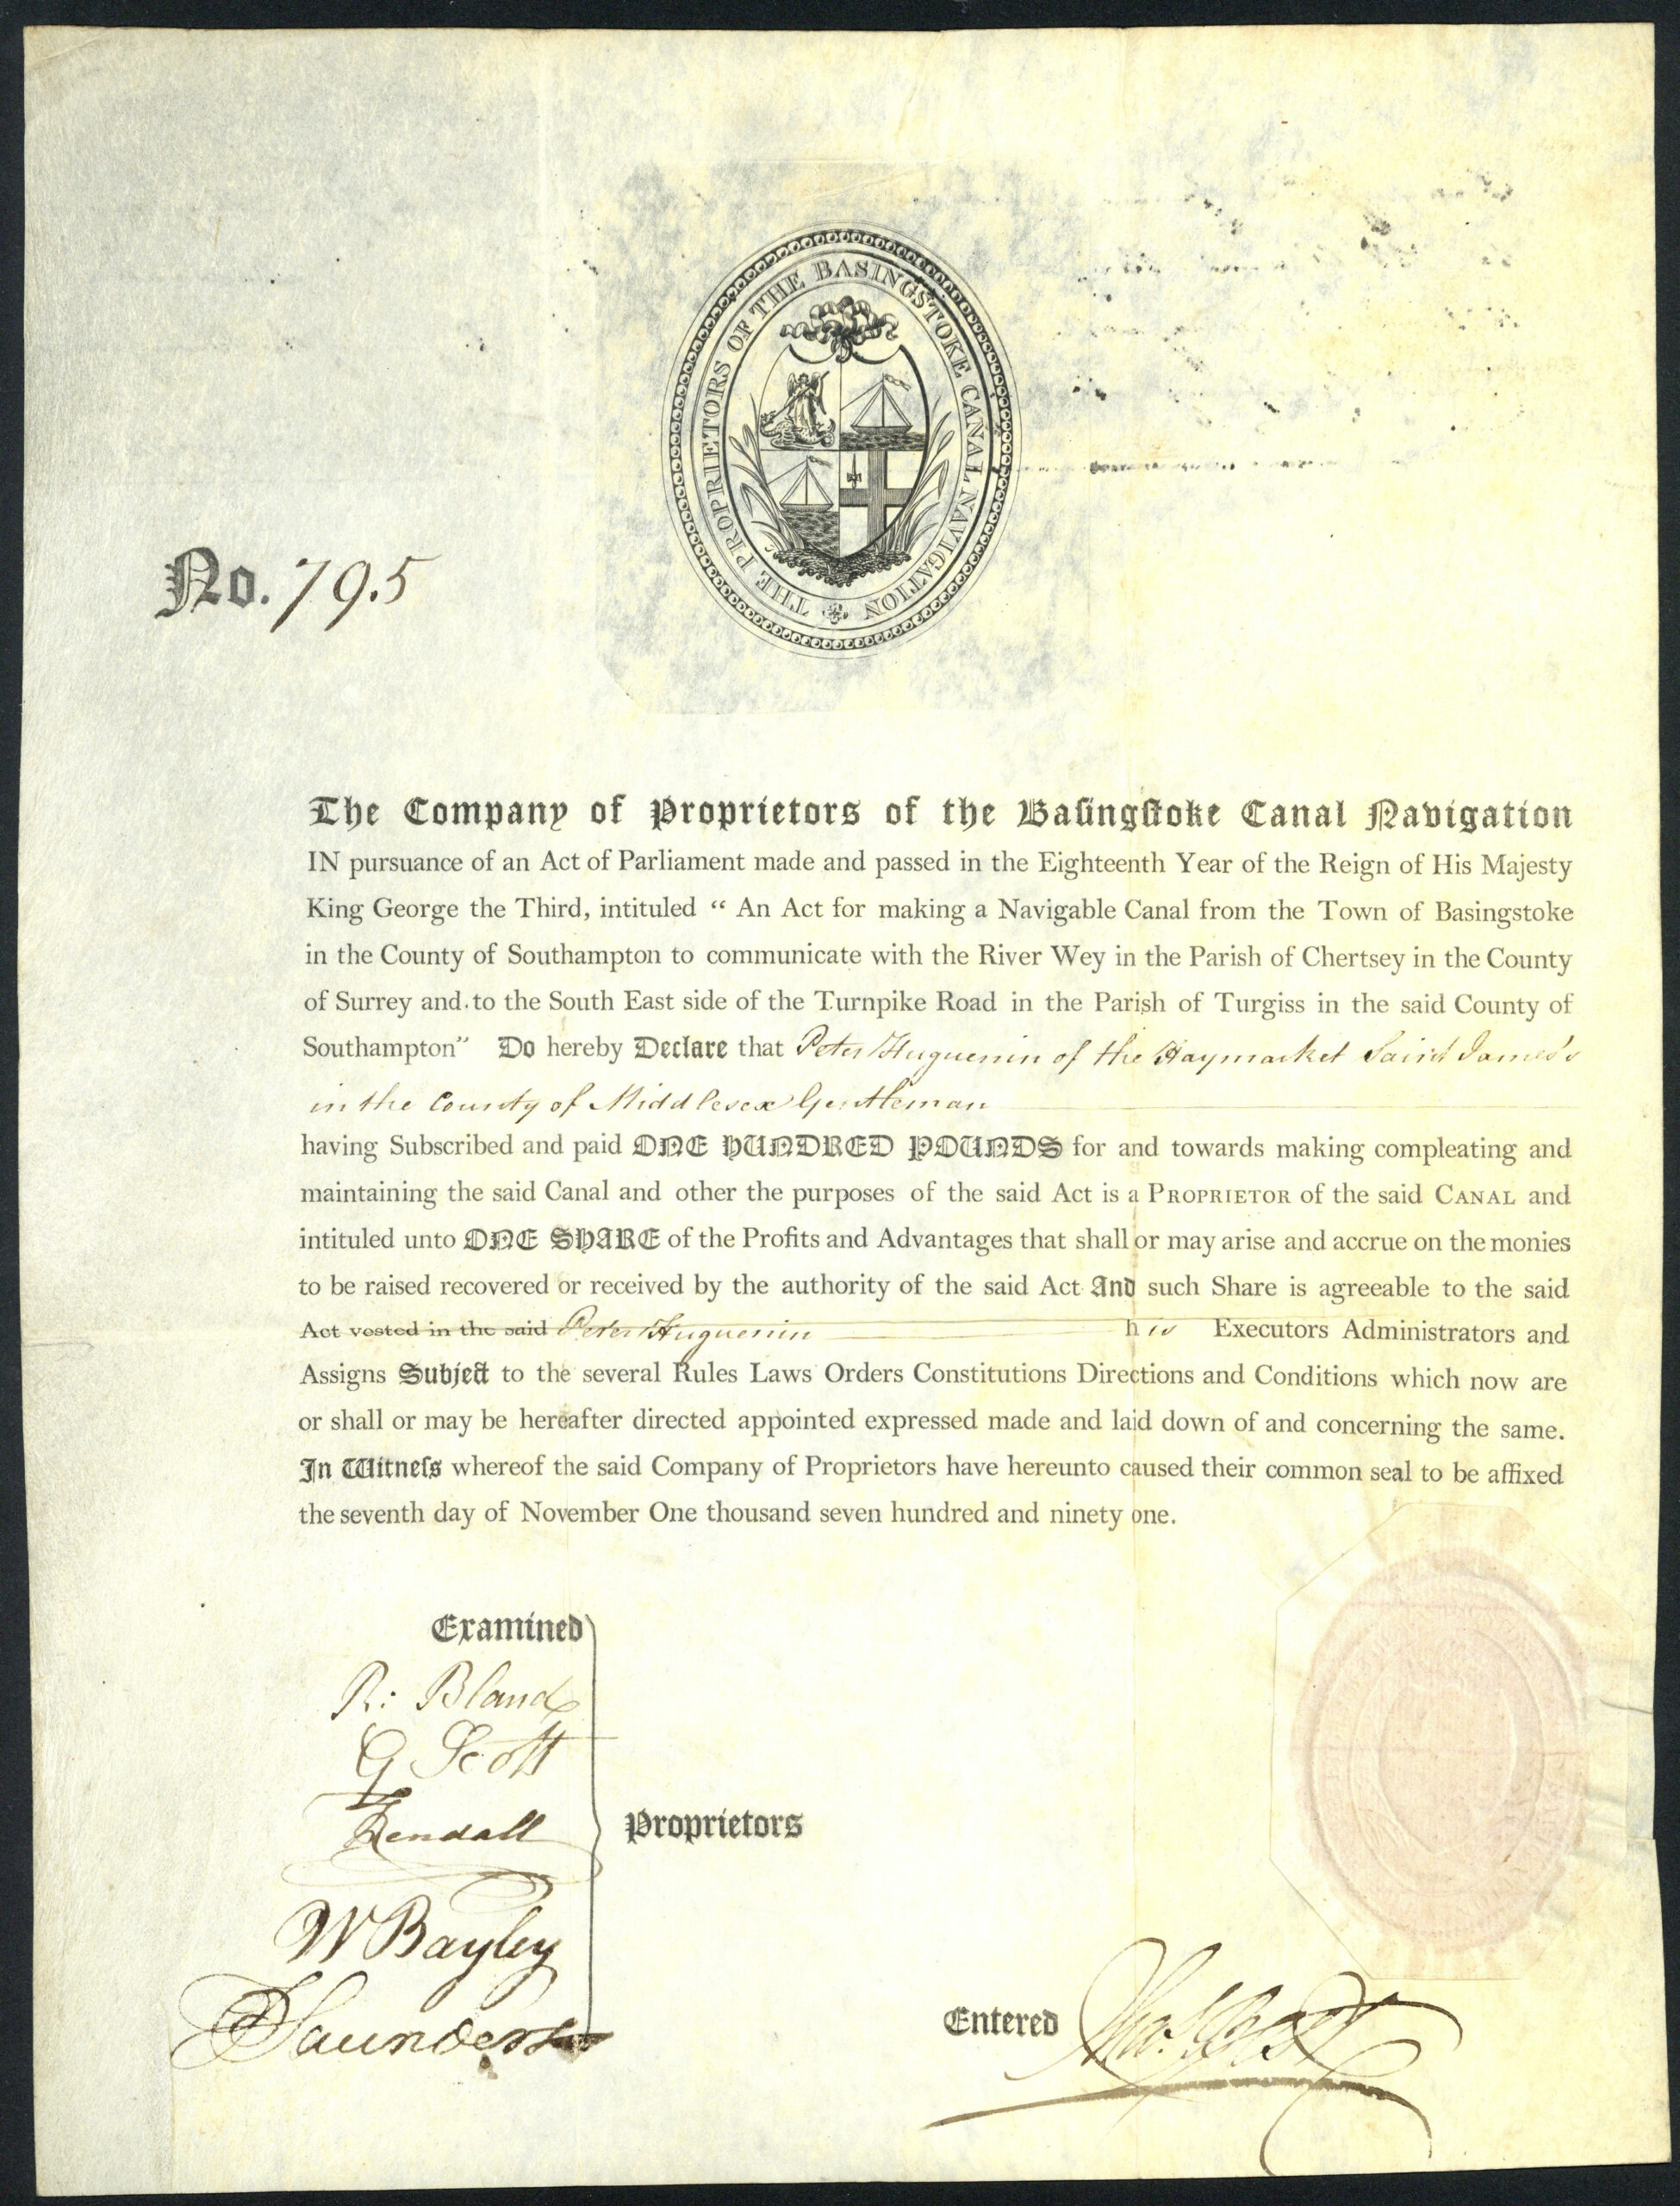 THE PROPRIETORS OF THE BASINGSTOKE CANAL NAVIGATION
No. 79.5
The Company of Proprietors of the Basingstoke Canal Navigation
IN pursuance of an Act of Parliament made and passed in the Eighteenth Year of the Reign of His Majesty
King George the Third, intituled “ An Act for making a Navigable Canal from the Town of Basingstoke
in the County of Southampton to communicate with the River Wey in the Parish of Chertsey in the County
of Surrey and to the South East side of the Turnpike Road in the Parish of Turgiss in the said County of
Southampton” Do hereby Declare that Peter Huguenin of the Haymarket Saint James's
in the County of Middlesex Gentleman
having Subscribed and paid ONE HUNDRED POUNDS for and towards making compleating and
maintaining the said Canal and other the purposes of the said Act is a PROPRIETOR of the said CANAL and
intituled unto ONE SHARE of the Profits and Advantages that shall or may arise and accrue on the monies
to be raised recovered or received by the authority of the said Act And such Share is agreeable to the said
Act vested in the said Peter Huguenin his Executors Administrators and
Assigns Subject to the several Rules Laws Orders Constitutions Directions and Conditions which now are
or shall or may be hereafter directed appointed expressed made and laid down of and concerning the same.
In Witneſs whereof the said Company of Proprietors have hereunto caused their common seal to be affixed
the seventh day of November One thousand seven hundred and ninety one.
Examined
R: Bland
G Scott
Kendall
W Bayley
Saunders
Proprietors
Entered